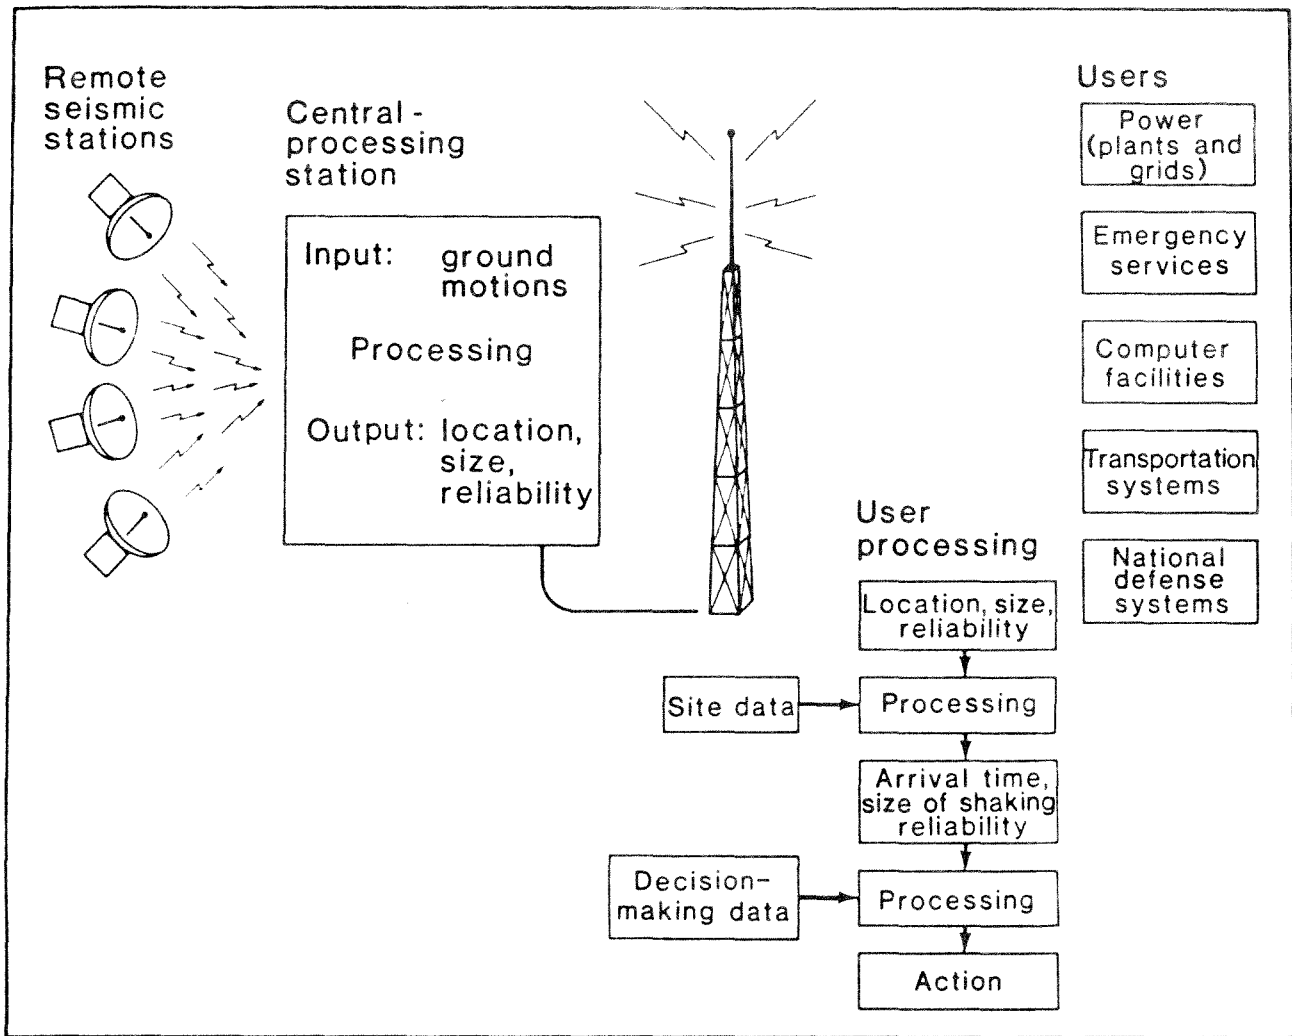 Remote
seismic
stations
Central -
processing
station
Input: ground
motions
Processing
Output: location,
size,
reliability
Users
Power
(plants and
grids)
Emergency
services
Computer
facilities
Transportation
systems
National
defense
systems
User
processing
Location, size,
reliability
Site data
Processing
Arrival time,
size of shaking
reliability
Decision-
making data
Processing
Action